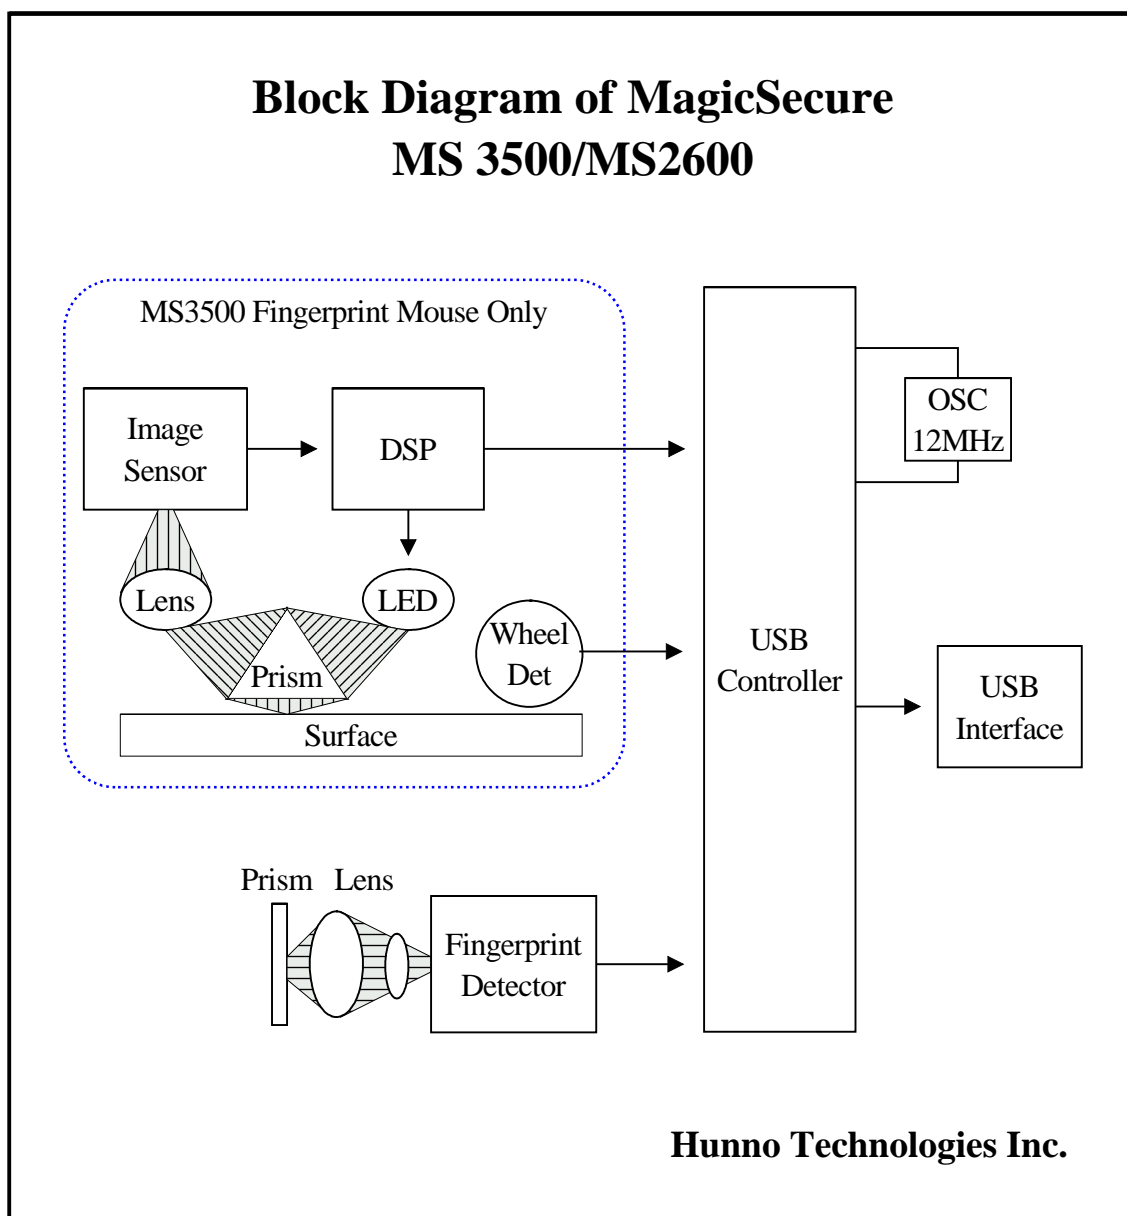 Block Diagram of MagicSecure
MS 3500/MS2600
MS3500 Fingerprint Mouse Only
Image
Sensor
DSP
OSC
12MHz
Lens
LED
Wheel
Det
Prism
Surface
USB
Controller
USB
Interface
Prism Lens
Fingerprint
Detector
Hunno Technologies Inc.